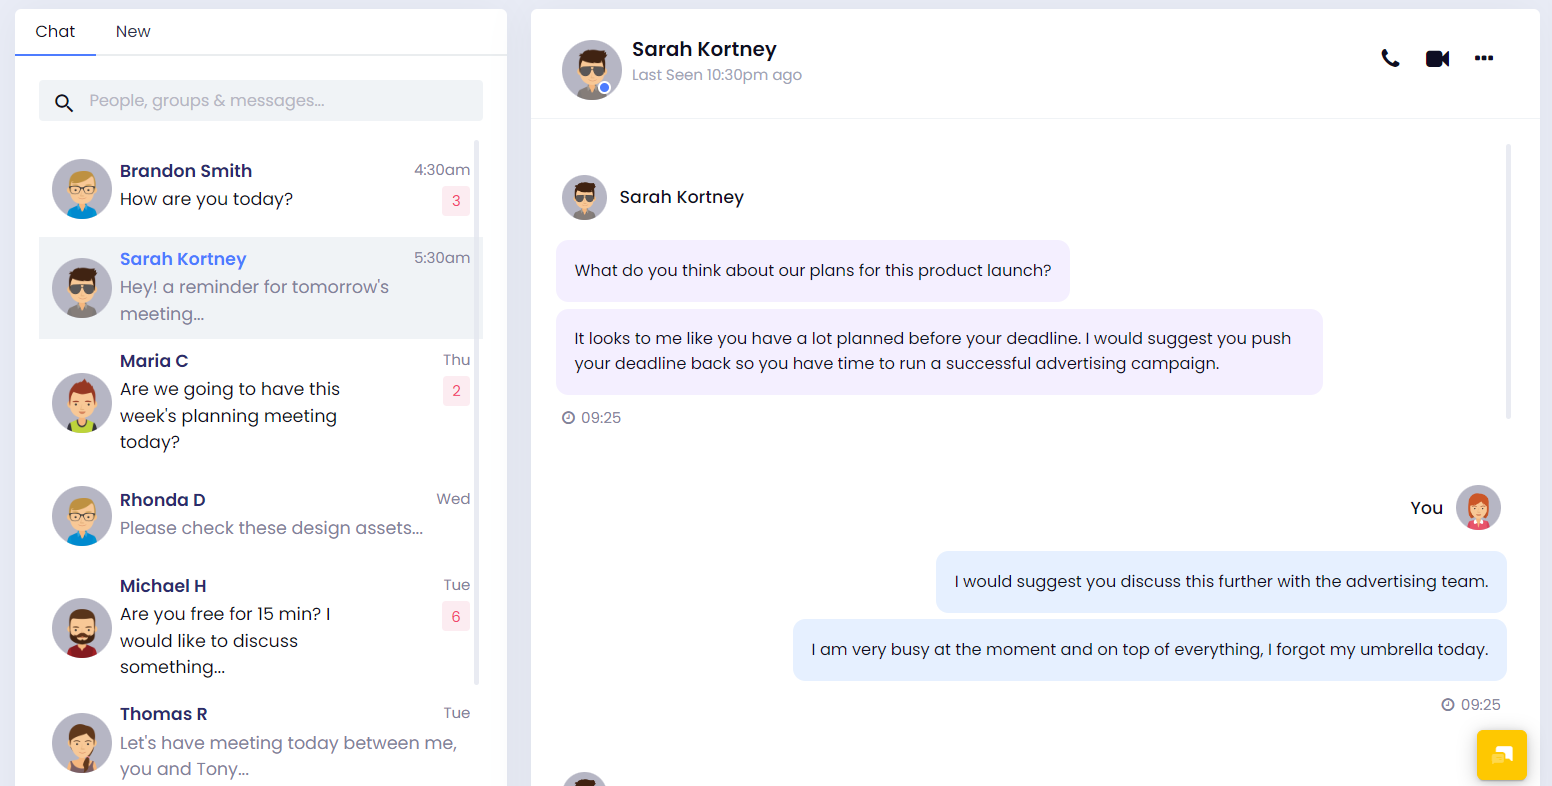 Chat
New
People, groups & messages...
Brandon Smith
4:30am
How are you today?
3
Sarah Kortney
5:30am
Hey! a reminder for tomorrow's
meeting...
Maria C
Thu
Are we going to have this
2
week's planning meeting
today?
Rhonda D
Wed
Please check these design assets...
Michael H
Tue
Are you free for 15 min? I
6
would like to discuss
something...
Thomas R
Tue
Let's have meeting today between me,
you and Tony...
Sarah Kortney
Last Seen 10:30pm ago
Sarah Kortney
What do you think about our plans for this product launch?
It looks to me like you have a lot planned before your deadline. I would suggest you push
your deadline back so you have time to run a successful advertising campaign.
09:25
You
I would suggest you discuss this further with the advertising team.
I am very busy at the moment and on top of everything, I forgot my umbrella today.
09:25